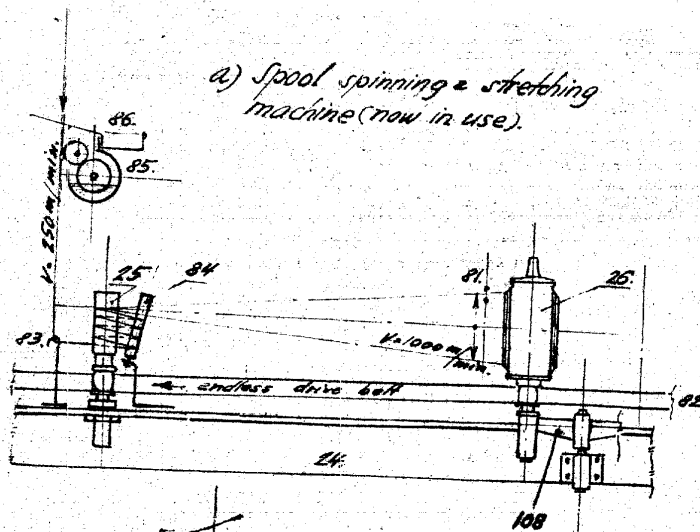 a) Spool spinning & stretching
machine (now in use).
86.
85.
V= 250 m/min.
25
84
81.
26.
83.
V=1000 m/
min.
endless drive belt
82
24.
108